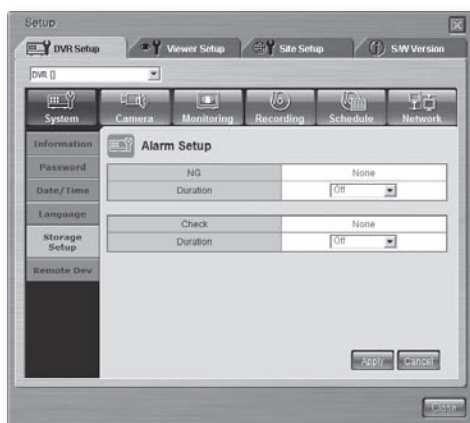 Setup
DVR Setup Viewer Setup Site Setup S/W Version
DVR []
System Camera Monitoring Recording Schedule Network
Information
Password
Date/Time
Language
Storage
Setup
Remote Dev
Alarm Setup
NG None
Duration Off
Check None
Duration Off
Apply Cancel
Close